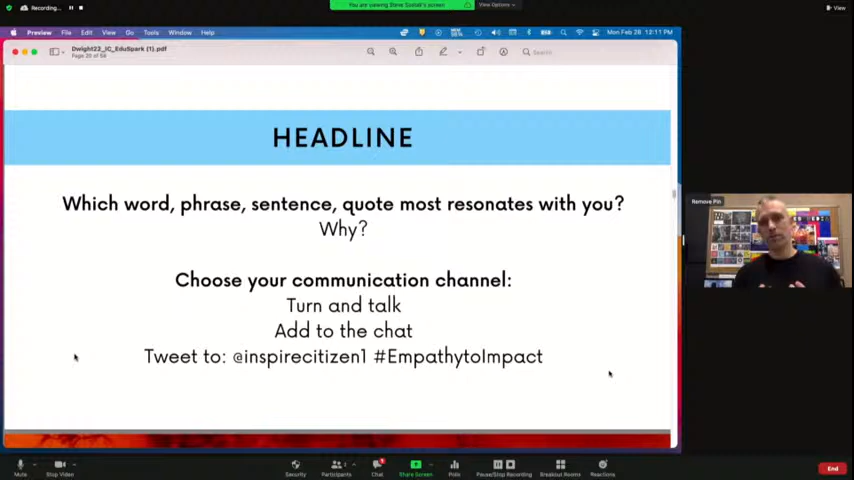 Recording...
You are viewing Steve Sostak's screen
View Options
View
Preview File Edit View Go Tools Window Help
Mon Feb 28 12:11 PM
Dwight22_IC_EduSpark (1).pdf
Page 20 of 58
Search
HEADLINE
Which word, phrase, sentence, quote most resonates with you?
Why?
Choose your communication channel:
Turn and talk
Add to the chat
Tweet to: @inspirecitizen1 #EmpathytoImpact
Remove Pin
Mute
Stop Video
Security
Participants
Chat
Share Screen
Polls
Pause/Stop Recording
Breakout Rooms
Reactions
End